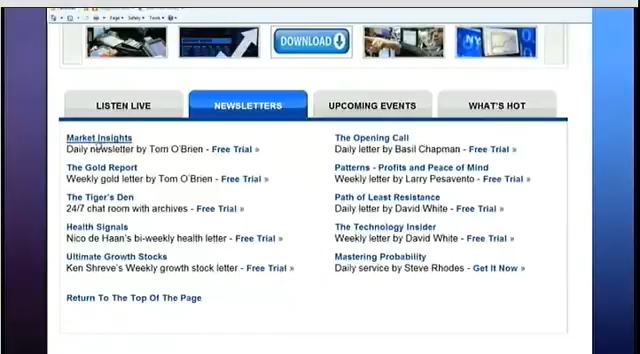 Page
Safety
Tools
DOWNLOAD
NY
LISTEN LIVE
NEWSLETTERS
UPCOMING EVENTS
WHAT'S HOT
Market Insights
Daily newsletter by Tom O'Brien - Free Trial »
The Gold Report
Weekly gold letter by Tom O'Brien - Free Trial »
The Tiger's Den
24/7 chat room with archives - Free Trial »
Health Signals
Nico de Haan's bi-weekly health letter - Free Trial »
Ultimate Growth Stocks
Ken Shreve's Weekly growth stock letter - Free Trial »
Return To The Top Of The Page
The Opening Call
Daily letter by Basil Chapman - Free Trial »
Patterns - Profits and Peace of Mind
Weekly letter by Larry Pesavento - Free Trial »
Path of Least Resistance
Daily letter by David White - Free Trial »
The Technology Insider
Weekly letter by David White - Free Trial »
Mastering Probability
Daily service by Steve Rhodes - Get It Now »